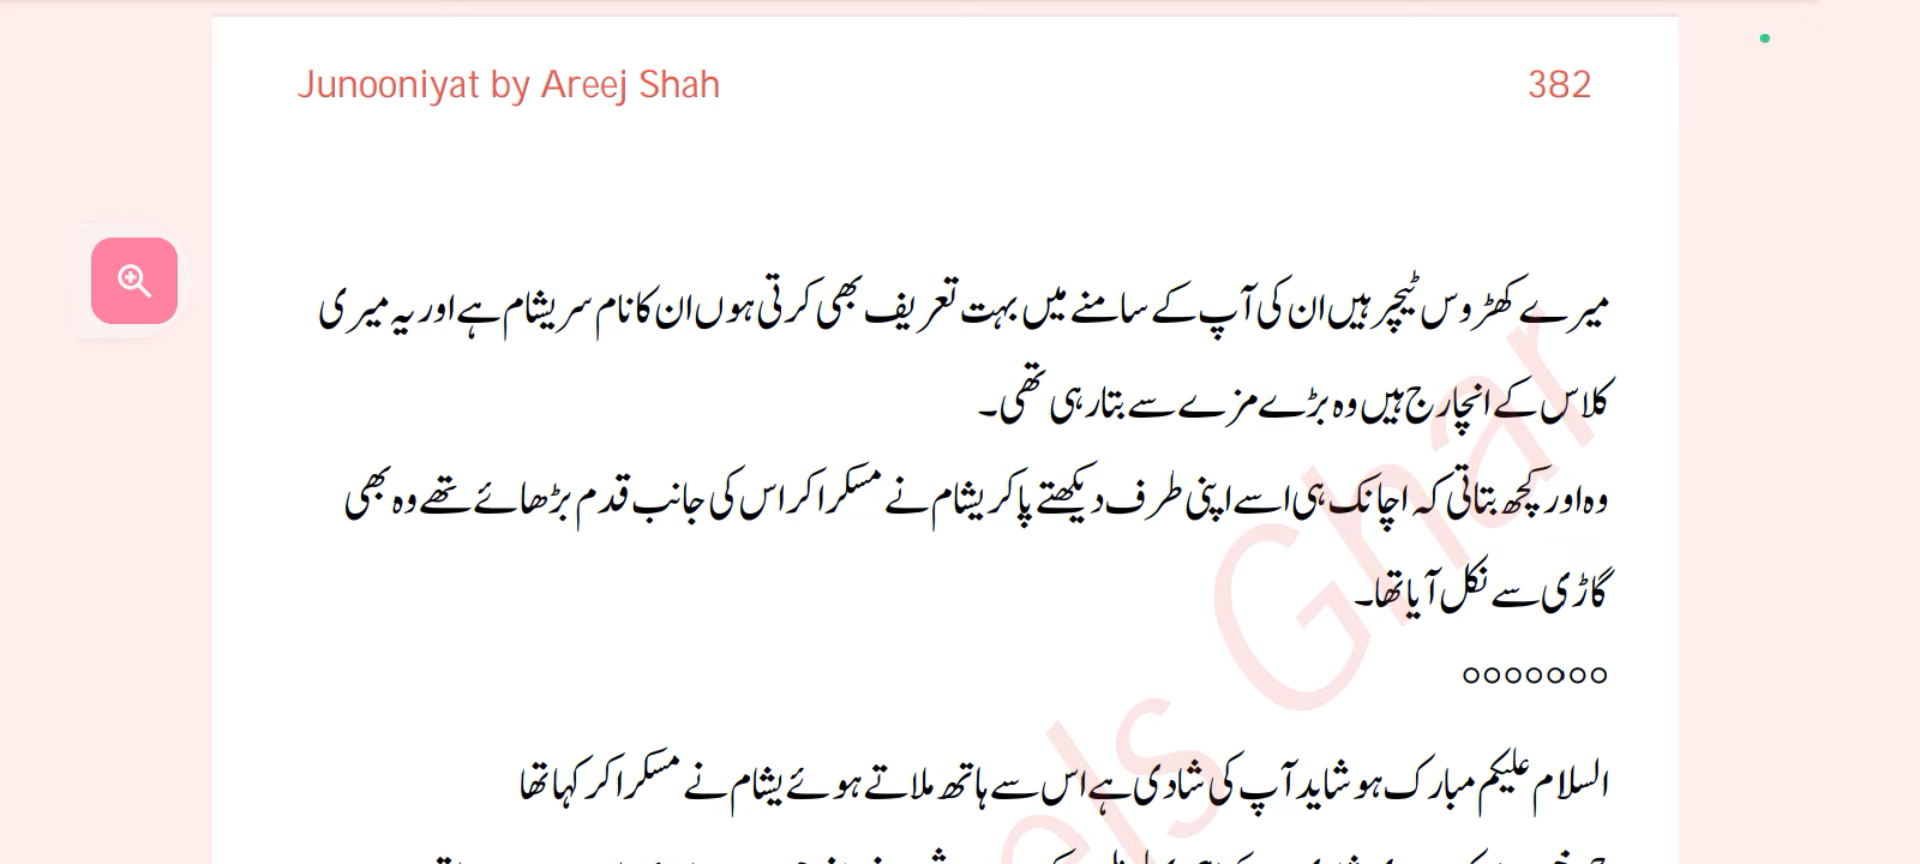 Junooniyat by Areej Shah 382
میرے کھڑوس ٹیچر ہیں ان کی آپ کے سامنے میں بہت تعریف بھی کرتی ہوں ان کا نام سر یشام ہے اور یہ میری
کلاس کے انچارج ہیں وہ بڑے مزے سے بتا رہی تھی۔
وہ اور کچھ بتاتی کہ اچانک ہی اسے اپنی طرف دیکھتے پا کر یشام نے مسکرا کر اس کی جانب قدم بڑھائے تھے وہ بھی
گاڑی سے نکل آیا تھا۔
○○○○○○○
السلام علیکم مبارک ہو شاید آپ کی شادی ہے اس سے ہاتھ ملاتے ہوئے یشام نے مسکرا کر کہا تھا
els Ghar